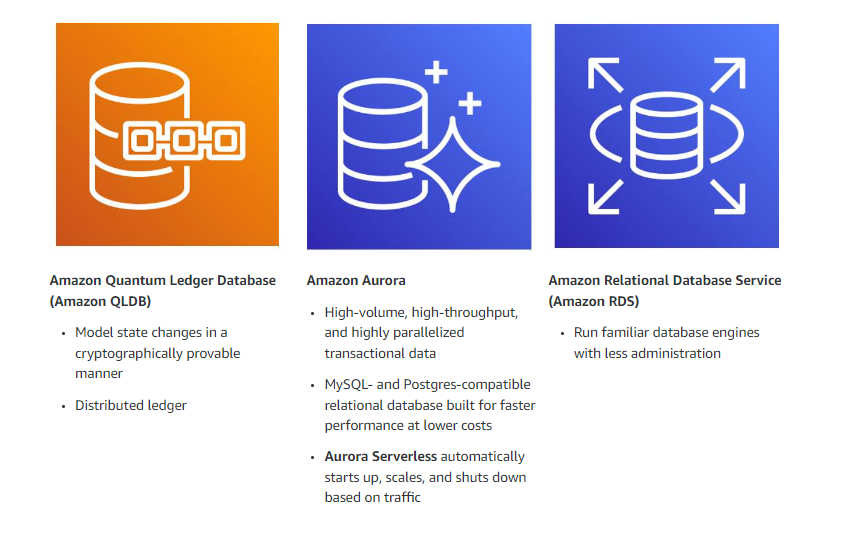 Amazon Quantum Ledger Database
(Amazon QLDB)
• Model state changes in a
cryptographically provable
manner
• Distributed ledger
Amazon Aurora
• High-volume, high-throughput,
and highly parallelized
transactional data
• MySQL- and Postgres-compatible
relational database built for faster
performance at lower costs
• Aurora Serverless automatically
starts up, scales, and shuts down
based on traffic
Amazon Relational Database Service
(Amazon RDS)
• Run familiar database engines
with less administration